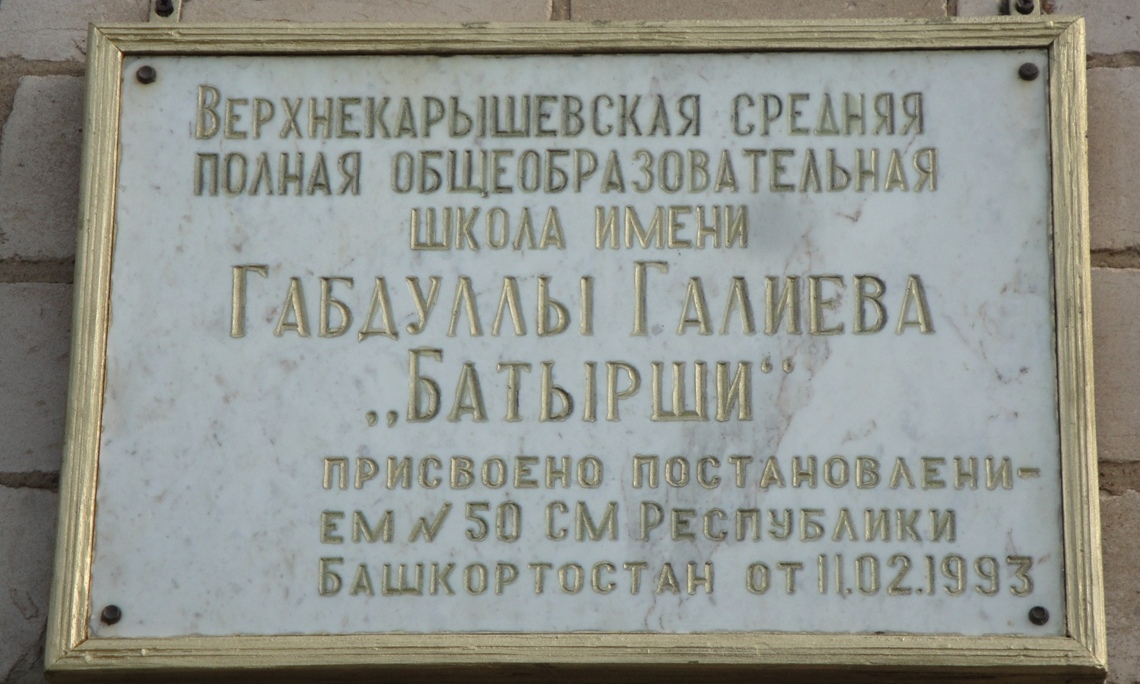 Верхнекарышевская средняя
полная общеобразовательная
школа имени
Габдуллы Галиева
„Батырши“
присвоено постановлени-
ем N 50 СМ Республики
Башкортостан от 11.02.1993